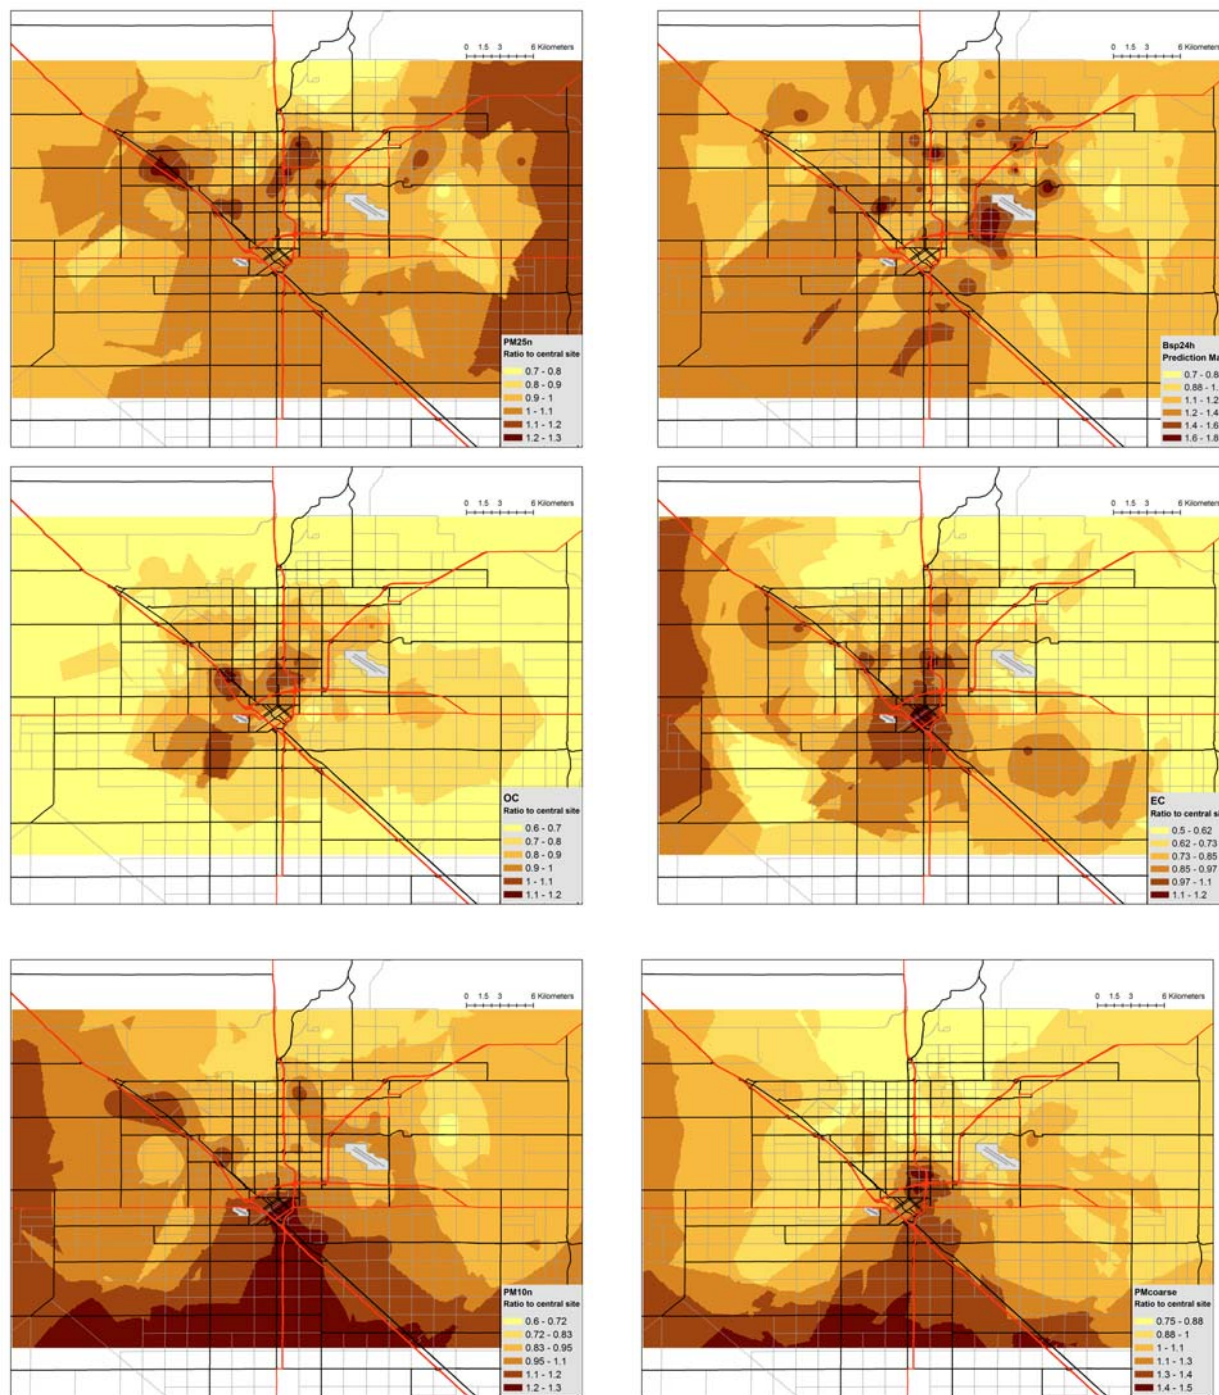 0 1.5 3 6 Kilometers
PM25n
Ratio to central site
0.7 - 0.8
0.8 - 0.9
0.9 - 1
1 - 1.1
1.1 - 1.2
1.2 - 1.3
0 1.5 3 6 Kilometers
Bsp24h
Prediction Ma
0.7 - 0.8
0.88 - 1.
1.1 - 1.2
1.2 - 1.4
1.4 - 1.6
1.6 - 1.8
0 1.5 3 6 Kilometers
OC
Ratio to central site
0.6 - 0.7
0.7 - 0.8
0.8 - 0.9
0.9 - 1
1 - 1.1
1.1 - 1.2
0 1.5 3 6 Kilometers
EC
Ratio to central si
0.5 - 0.62
0.62 - 0.73
0.73 - 0.85
0.85 - 0.97
0.97 - 1.1
1.1 - 1.2
0 1.5 3 6 Kilometers
PM10n
Ratio to central site
0.6 - 0.72
0.72 - 0.83
0.83 - 0.95
0.95 - 1.1
1.1 - 1.2
1.2 - 1.3
0 1.5 3 6 Kilometers
PMcoarse
Ratio to central site
0.75 - 0.88
0.88 - 1
1 - 1.1
1.1 - 1.3
1.3 - 1.4
1.4 - 1.5